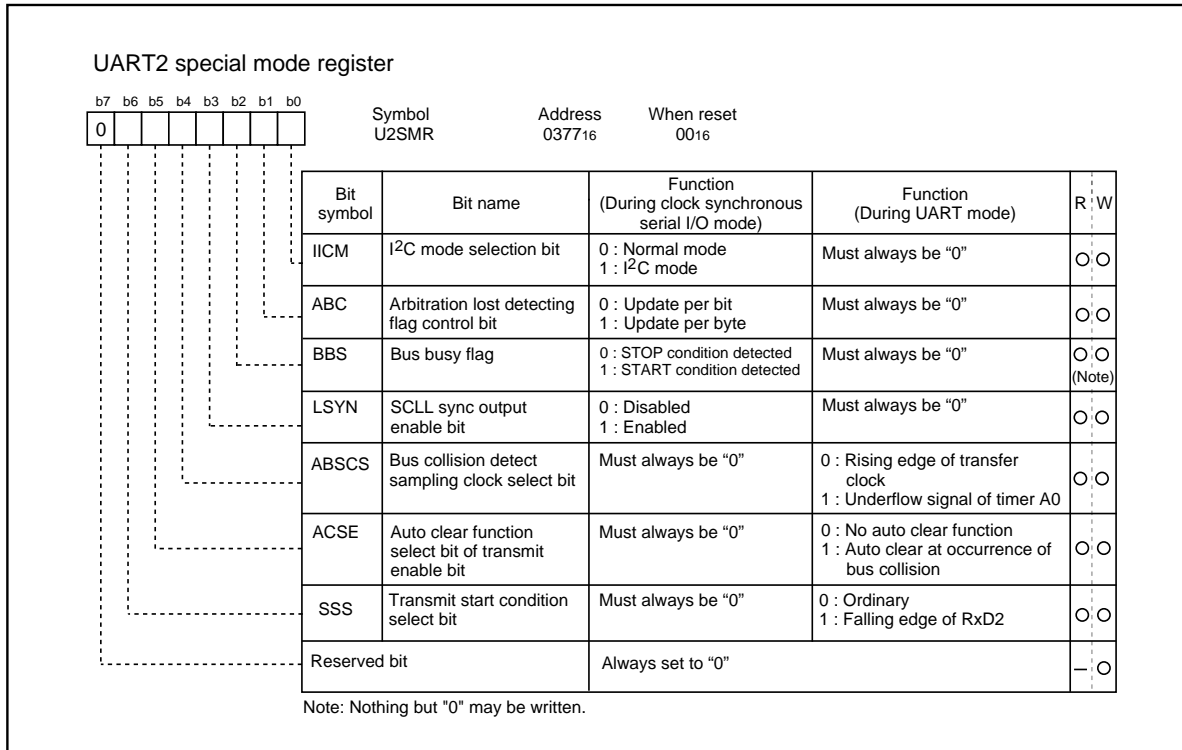 UART2 special mode register
b7 b6 b5 b4 b3 b2 b1 b0
Symbol Address When reset
0 U2SMR 037716 0016
Bit symbol Bit name Function (During clock synchronous serial I/O mode) Function (During UART mode) R W
IICM I2C mode selection bit 0 : Normal mode Must always be “0”
1 : I2C mode
ABC Arbitration lost detecting 0 : Update per bit Must always be “0”
flag control bit 1 : Update per byte
BBS Bus busy flag 0 : STOP condition detected Must always be “0”
1 : START condition detected (Note)
LSYN SCLL sync output 0 : Disabled Must always be “0”
enable bit 1 : Enabled
ABSCS Bus collision detect Must always be “0” 0 : Rising edge of transfer
sampling clock select bit clock
1 : Underflow signal of timer A0
ACSE Auto clear function Must always be “0” 0 : No auto clear function
select bit of transmit 1 : Auto clear at occurrence of
enable bit bus collision
SSS Transmit start condition Must always be “0” 0 : Ordinary
select bit 1 : Falling edge of RxD2
Reserved bit Always set to “0” –
Note: Nothing but "0" may be written.